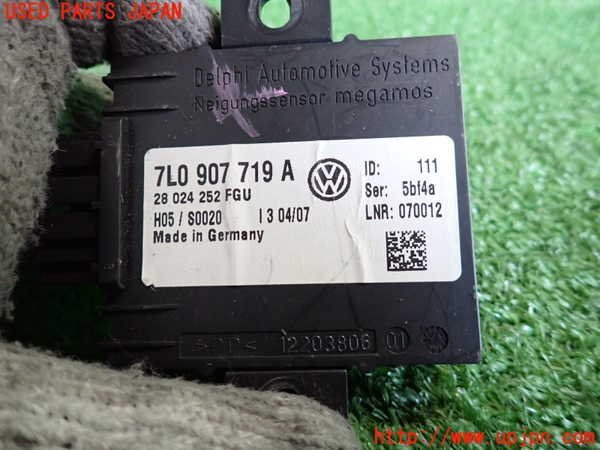 USED PARTS JAPAN
Delphi Automotive Systems
Neigungssensor megamos
7L0 907 719 A
28 024 252 FGU
H05 / S0020 I 3 04/07
Made in Germany
ID: 111
Ser: 5bf4a
LNR: 070012
12203806 01
http://www.upjpn.com